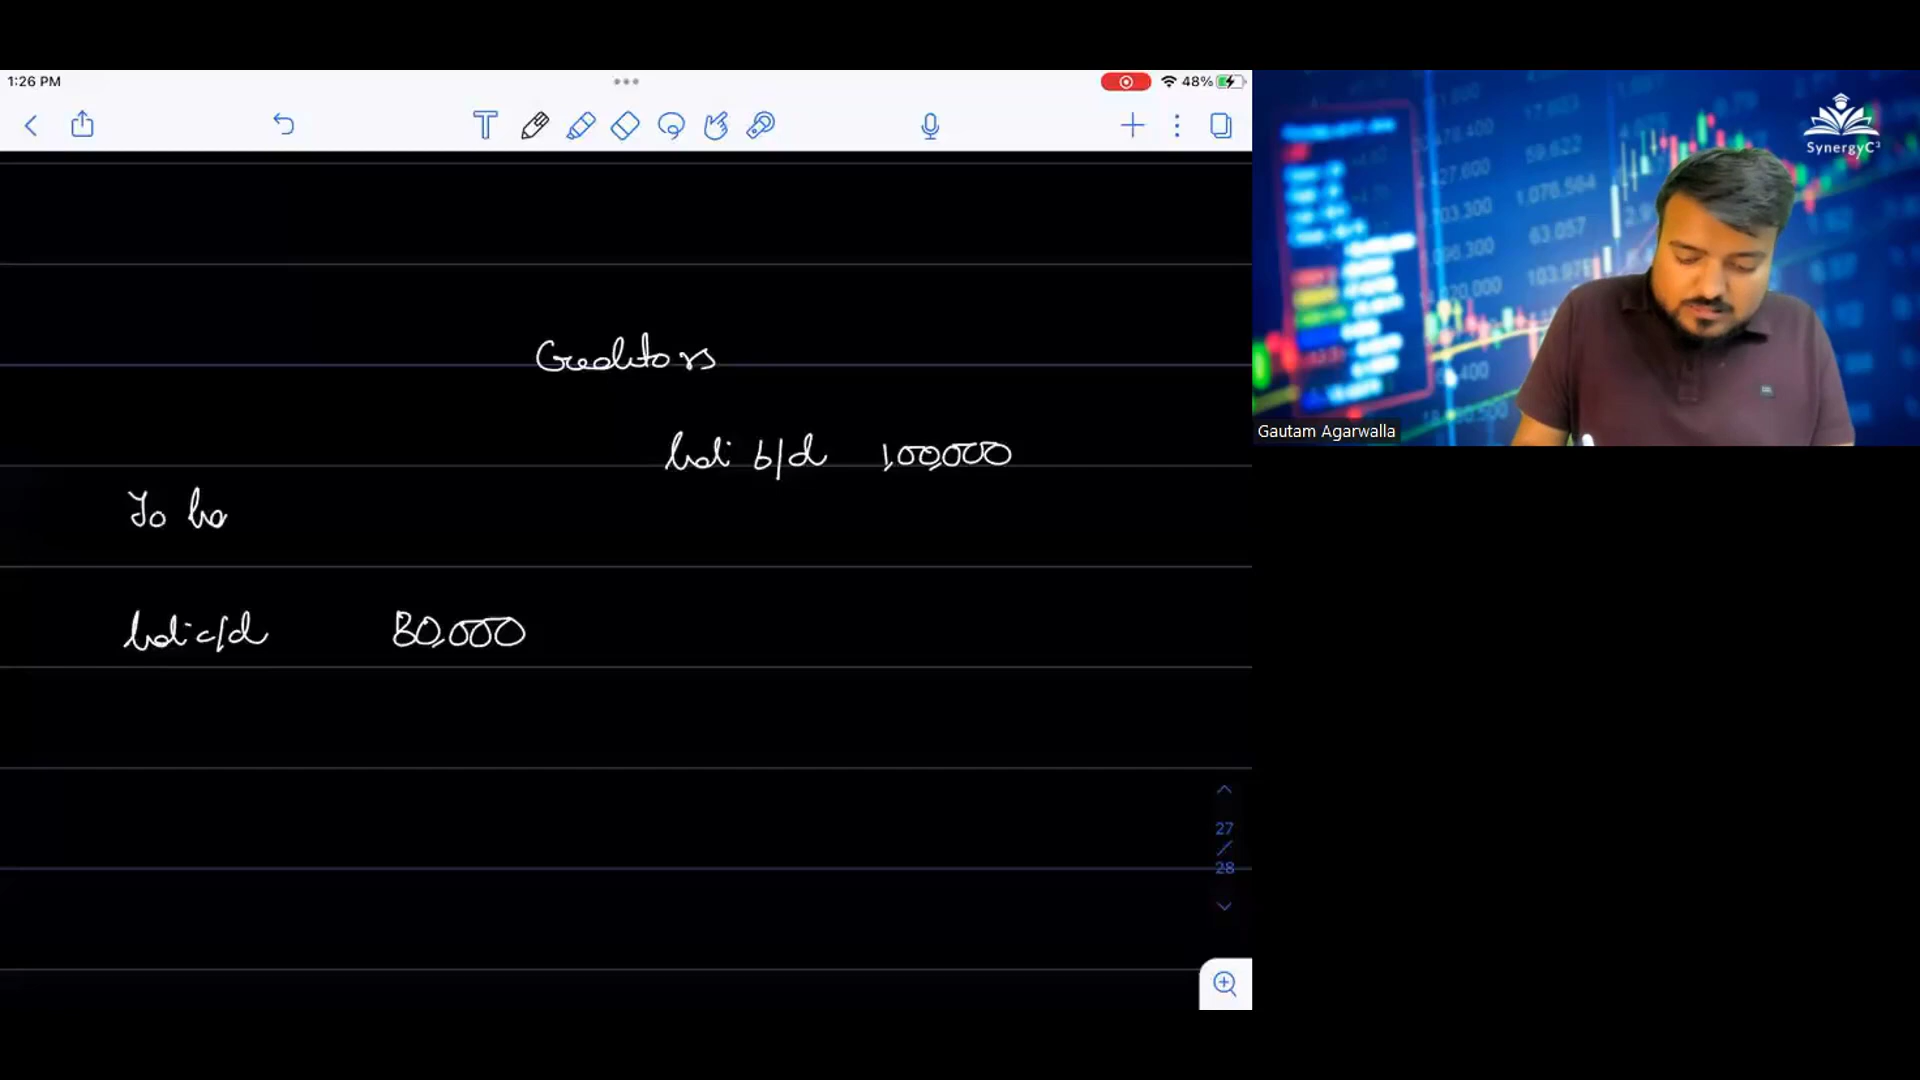 1:26 PM
48%
SynergyC³
Creditors
Gautam Agarwalla
bal b/d 1,00,000
To ba
bal c/d 80,000
27
28